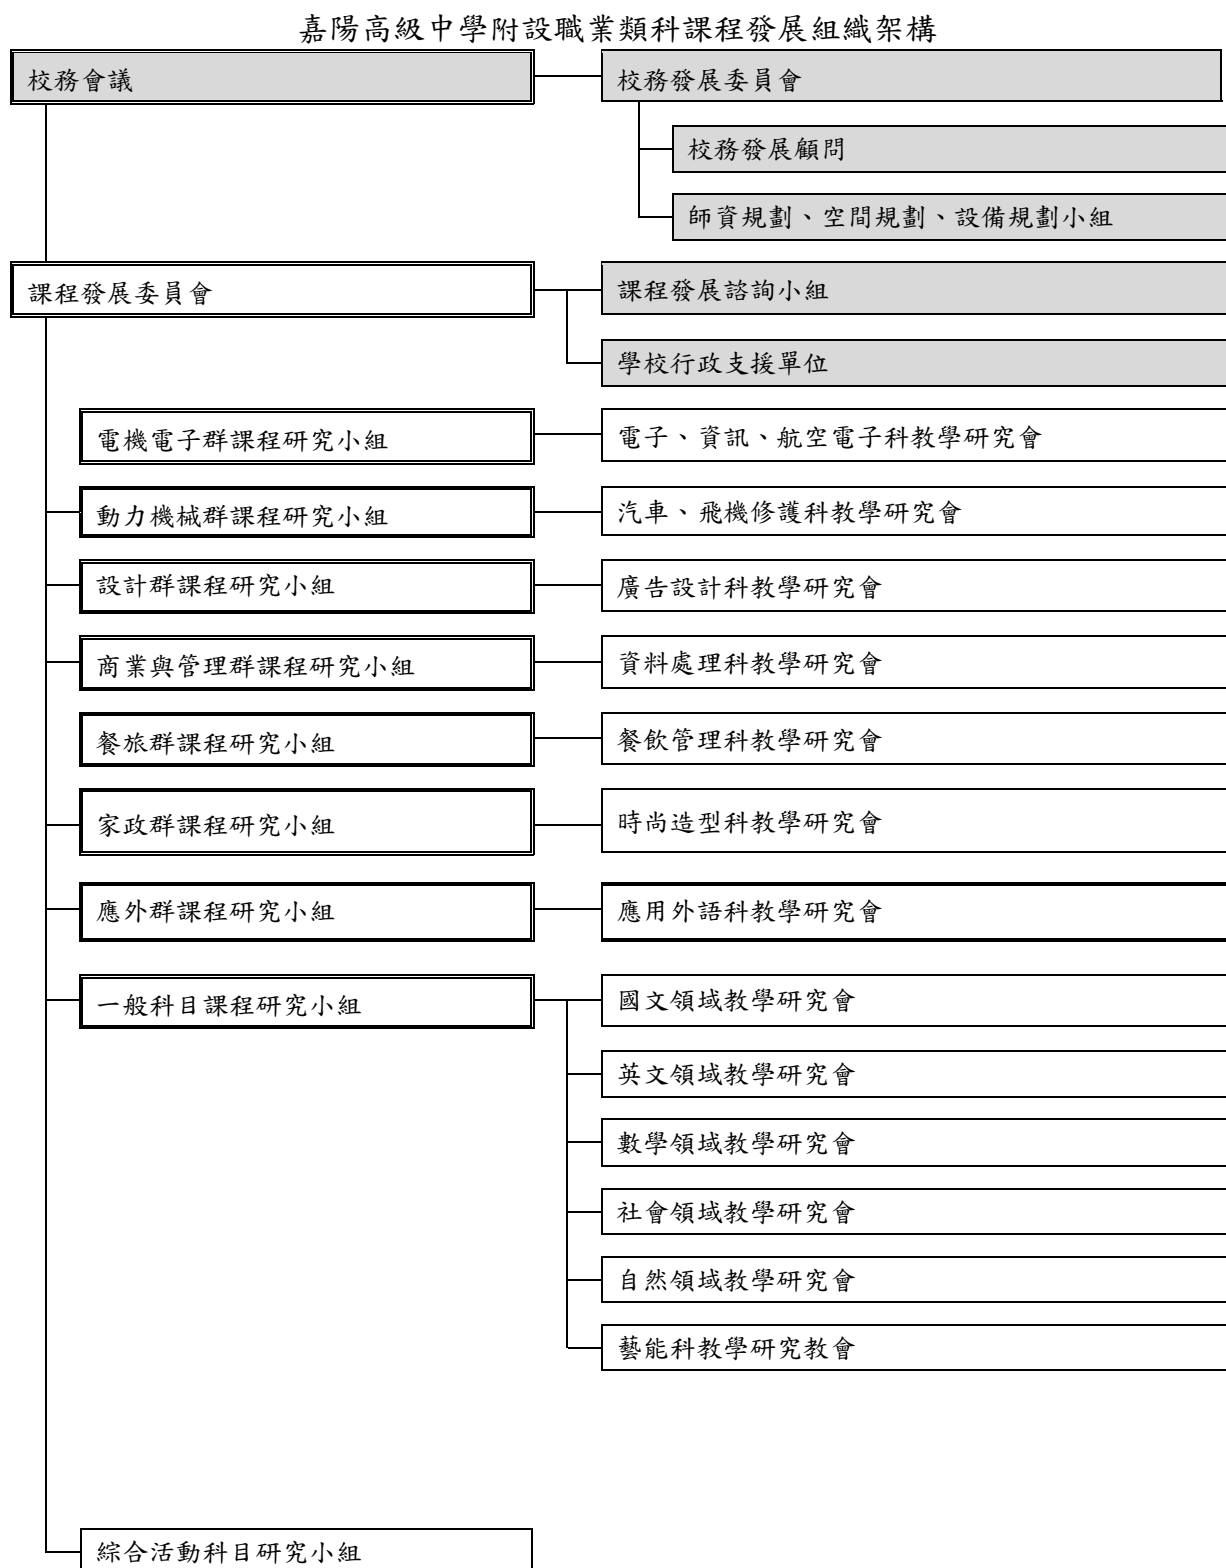 嘉陽高級中學附設職業類科課程發展組織架構
校務會議
校務發展委員會
校務發展顧問
師資規劃、空間規劃、設備規劃小組
課程發展委員會
課程發展諮詢小組
學校行政支援單位
電機電子群課程研究小組
電子、資訊、航空電子科教學研究會
動力機械群課程研究小組
汽車、飛機修護科教學研究會
設計群課程研究小組
廣告設計科教學研究會
商業與管理群課程研究小組
資料處理科教學研究會
餐旅群課程研究小組
餐飲管理科教學研究會
家政群課程研究小組
時尚造型科教學研究會
應外群課程研究小組
應用外語科教學研究會
一般科目課程研究小組
國文領域教學研究會
英文領域教學研究會
數學領域教學研究會
社會領域教學研究會
自然領域教學研究會
藝能科教學研究教會
綜合活動科目研究小組